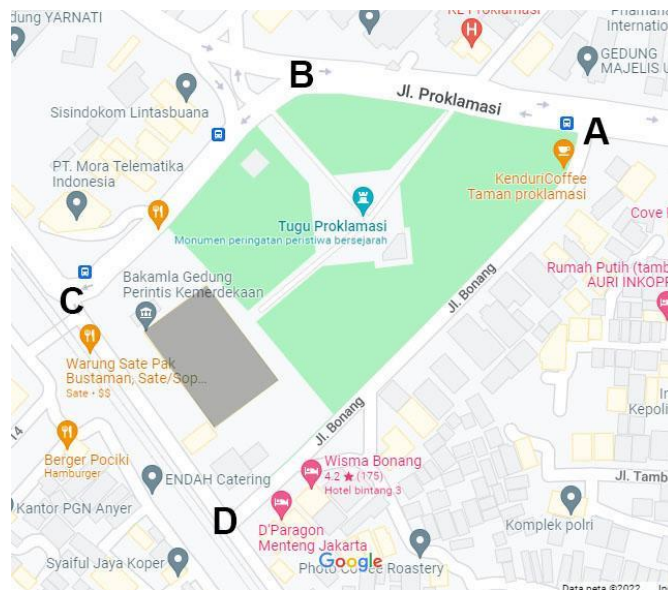 dung YARNATI
RE Proklamasi
Internatio
GEDUNG
MAJELIS U
B
Jl. Proklamasi
Sisindokom Lintasbuana
A
PT. Mora Telematika
Indonesia
KenduriCoffee
Taman proklamasi
Tugu Proklamasi
Monumen peringatan peristiwa bersejarah
Cove
Rumah Putih (tamb
AURI INKOPP
Jl. Bonang
Bakamla Gedung
Perintis Kemerdekaan
C
Warung Sate Pak
Bustaman, Sate/Sop...
Sate • $$
In
Kepoli
Jl. Bonang
14
Berger Pociki
Hamburger
Wisma Bonang
4.2 ★ (175)
Hotel bintang 3
ENDAH Catering
Jl. Tamb
Kantor PGN Anyer
D
D'Paragon
Menteng Jakarta
Komplek polri
Syaiful Jaya Koper
Google
Photo Coffee Roastery
Data peta ©2022